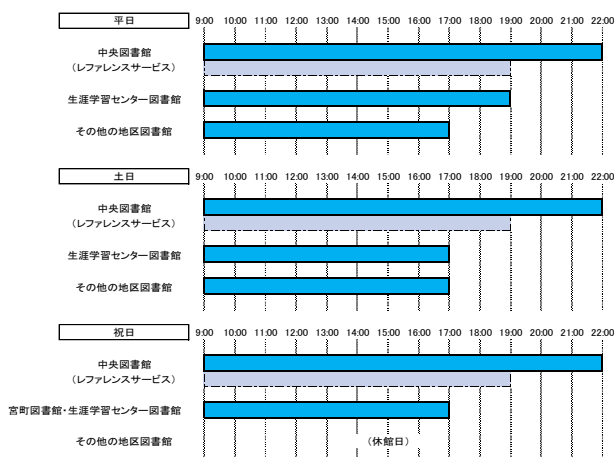 平日 9:00 10:00 11:00 12:00 13:00 14:00 15:00 16:00 17:00 18:00 19:00 20:00 21:00 22:00
中央図書館
(レファレンスサービス)
生涯学習センター図書館
その他の地区図書館
土日 9:00 10:00 11:00 12:00 13:00 14:00 15:00 16:00 17:00 18:00 19:00 20:00 21:00 22:00
中央図書館
(レファレンスサービス)
生涯学習センター図書館
その他の地区図書館
祝日 9:00 10:00 11:00 12:00 13:00 14:00 15:00 16:00 17:00 18:00 19:00 20:00 21:00 22:00
中央図書館
(レファレンスサービス)
宮町図書館・生涯学習センター図書館
その他の地区図書館 (休館日)